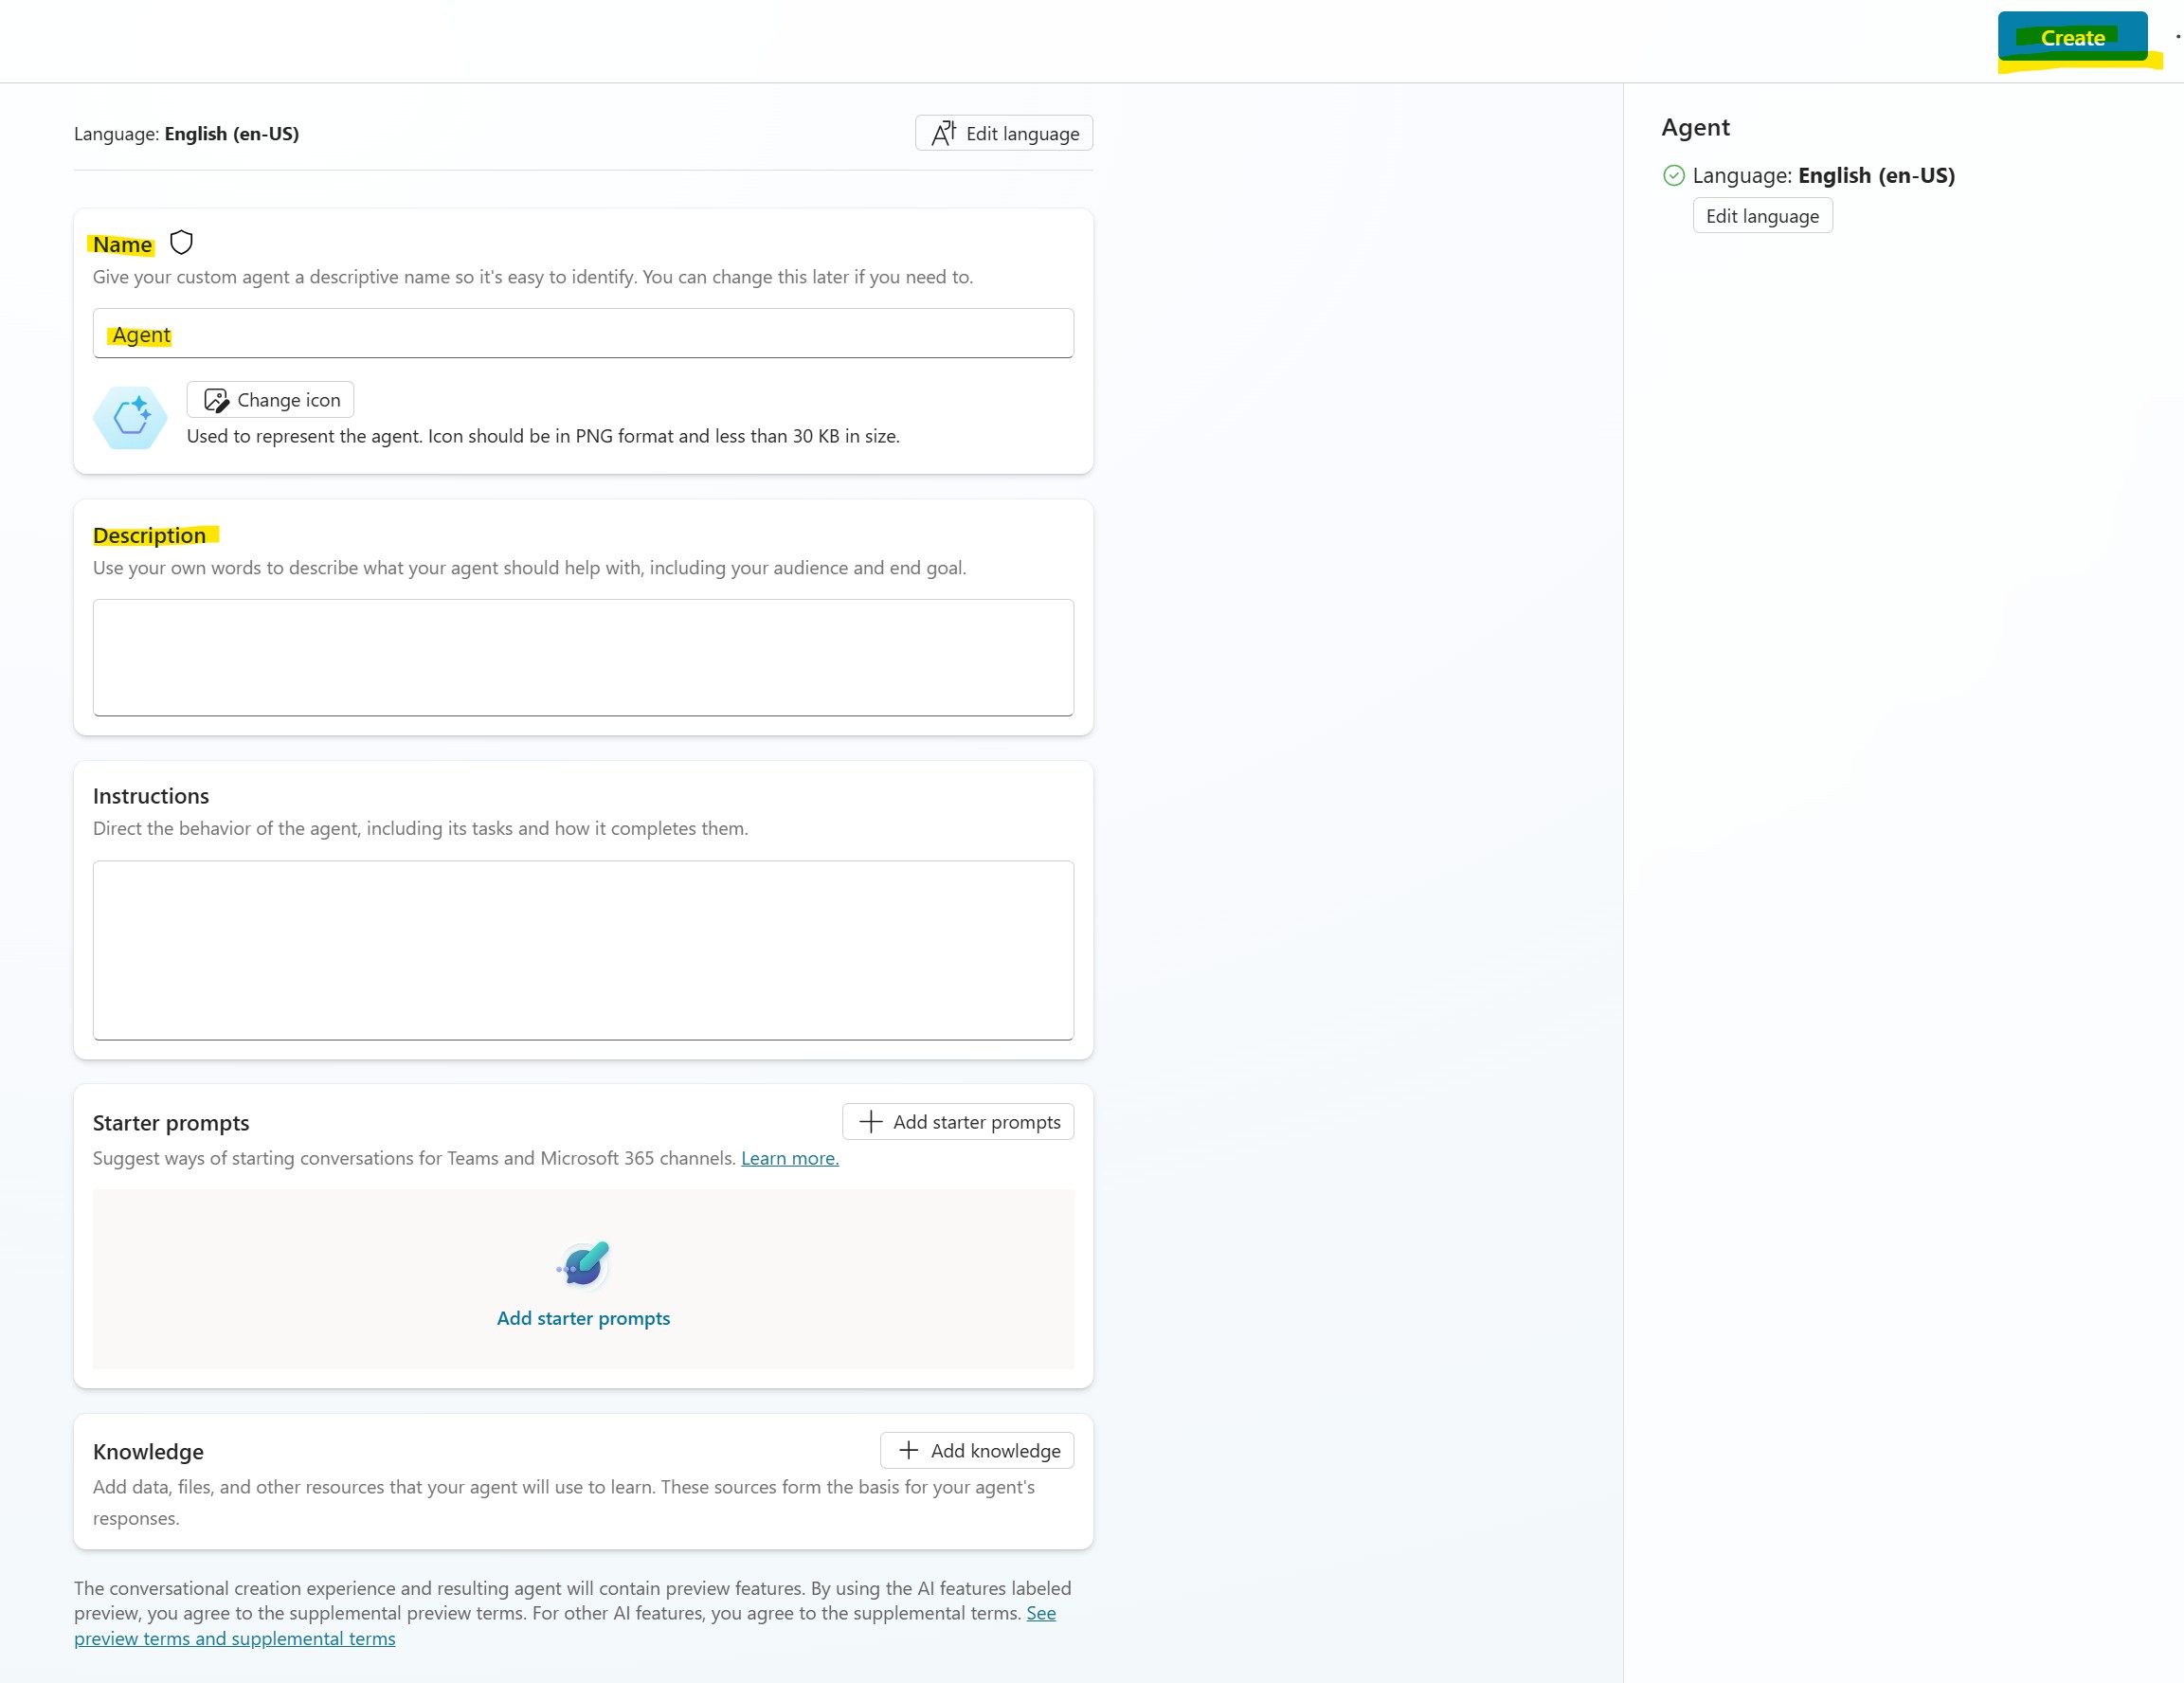 Create
Language: English (en-US)
Edit language
Name
Give your custom agent a descriptive name so it's easy to identify. You can change this later if you need to.
Agent
Change icon
Used to represent the agent. Icon should be in PNG format and less than 30 KB in size.
Description
Use your own words to describe what your agent should help with, including your audience and end goal.
Instructions
Direct the behavior of the agent, including its tasks and how it completes them.
Starter prompts
Add starter prompts
Suggest ways of starting conversations for Teams and Microsoft 365 channels. Learn more.
Add starter prompts
Knowledge
Add knowledge
Add data, files, and other resources that your agent will use to learn. These sources form the basis for your agent's
responses.
The conversational creation experience and resulting agent will contain preview features. By using the AI features labeled
preview, you agree to the supplemental preview terms. For other AI features, you agree to the supplemental terms. See
preview terms and supplemental terms
Agent
Language: English (en-US)
Edit language